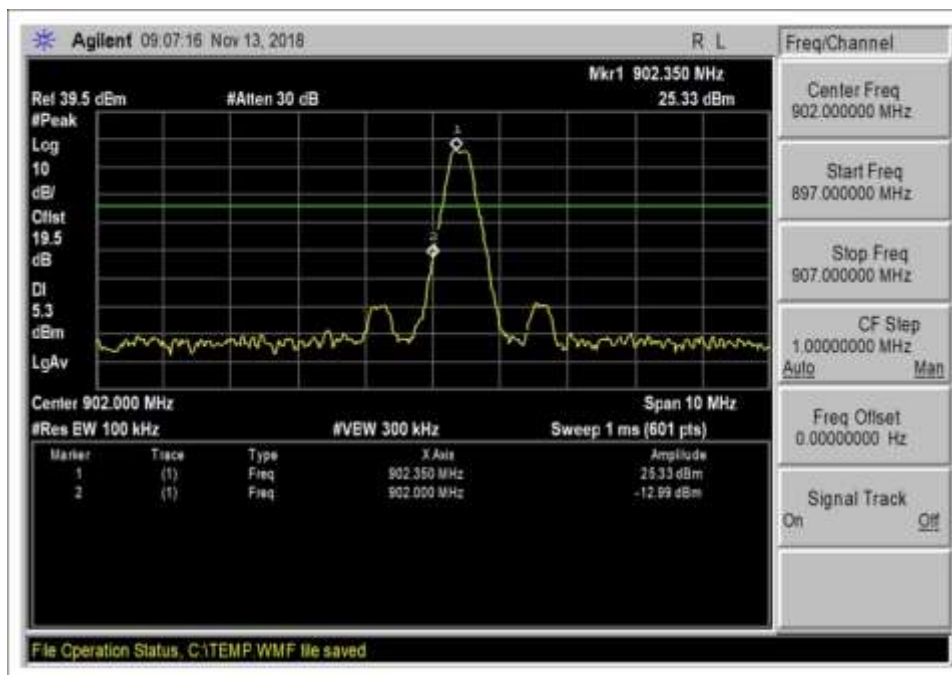 Agilent 09:07:16 Nov 13, 2018 R L
Freq/Channel
Mkr1 902.350 MHz
Ref 39.5 dBm #Atten 30 dB 25.33 dBm
#Peak
Log
10
dB/
Offst
19.5
dB
DI
5.3
dBm
LgAv
1
2
Center 902.000 MHz Span 10 MHz
#Res BW 100 kHz #VBW 300 kHz Sweep 1 ms (601 pts)
Marker Trace Type X Axis Amplitude
1 (1) Freq 902.350 MHz 25.33 dBm
2 (1) Freq 902.000 MHz -12.99 dBm
Center Freq
902.000000 MHz
Start Freq
897.000000 MHz
Stop Freq
907.000000 MHz
CF Step
1.00000000 MHz
Auto Man
Freq Offset
0.00000000 Hz
Signal Track
On Off
File Operation Status, C:\TEMP.WMF file saved